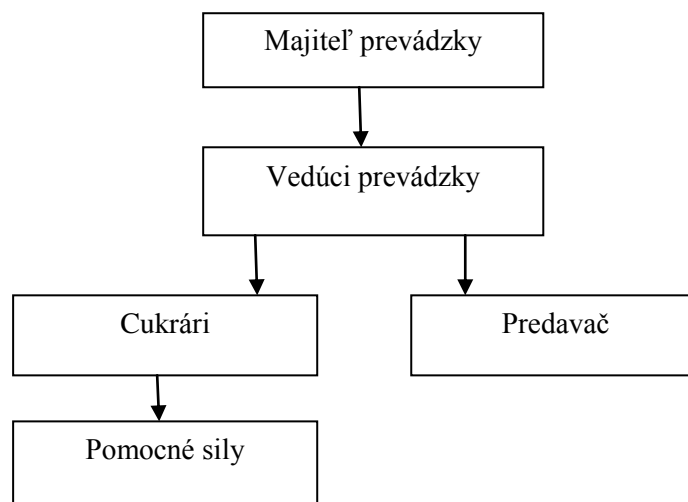 Majiteľ prevádzky
Vedúci prevádzky
Cukrári
Predavač
Pomocné sily